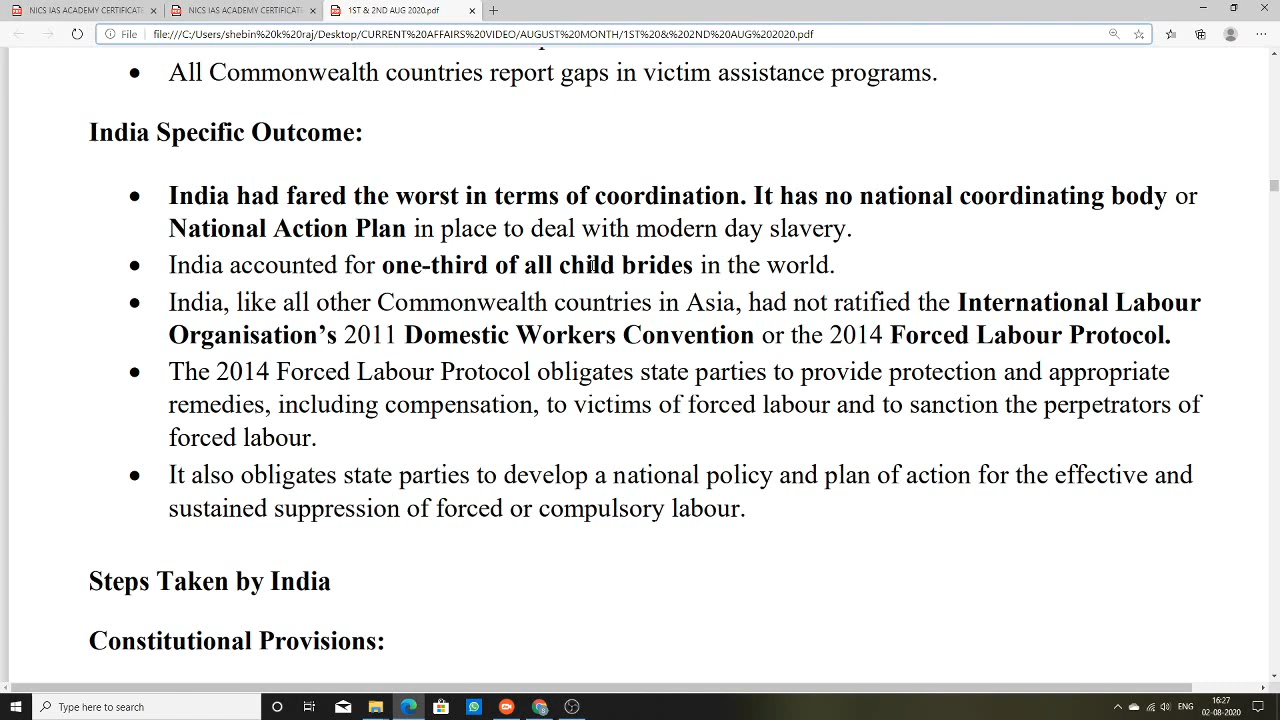 NICS IAS ACADEMY CERTIFICATE
NICS IAS ACADEMY CERTIFICATE
1ST & 2ND AUG 2020.pdf
File
file:///C:/Users/shebin%20k%20raj/Desktop/CURRENT%20AFFAIRS%20VIDEO/AUGUST%20MONTH/1ST%20&%202ND%20AUG%202020.pdf
• All Commonwealth countries report gaps in victim assistance programs.
India Specific Outcome:
• India had fared the worst in terms of coordination. It has no national coordinating body or
National Action Plan in place to deal with modern day slavery.
• India accounted for one-third of all child brides in the world.
• India, like all other Commonwealth countries in Asia, had not ratified the International Labour
Organisation’s 2011 Domestic Workers Convention or the 2014 Forced Labour Protocol.
• The 2014 Forced Labour Protocol obligates state parties to provide protection and appropriate
remedies, including compensation, to victims of forced labour and to sanction the perpetrators of
forced labour.
• It also obligates state parties to develop a national policy and plan of action for the effective and
sustained suppression of forced or compulsory labour.
Steps Taken by India
Constitutional Provisions:
Type here to search
ENG
16:27
02-08-2020